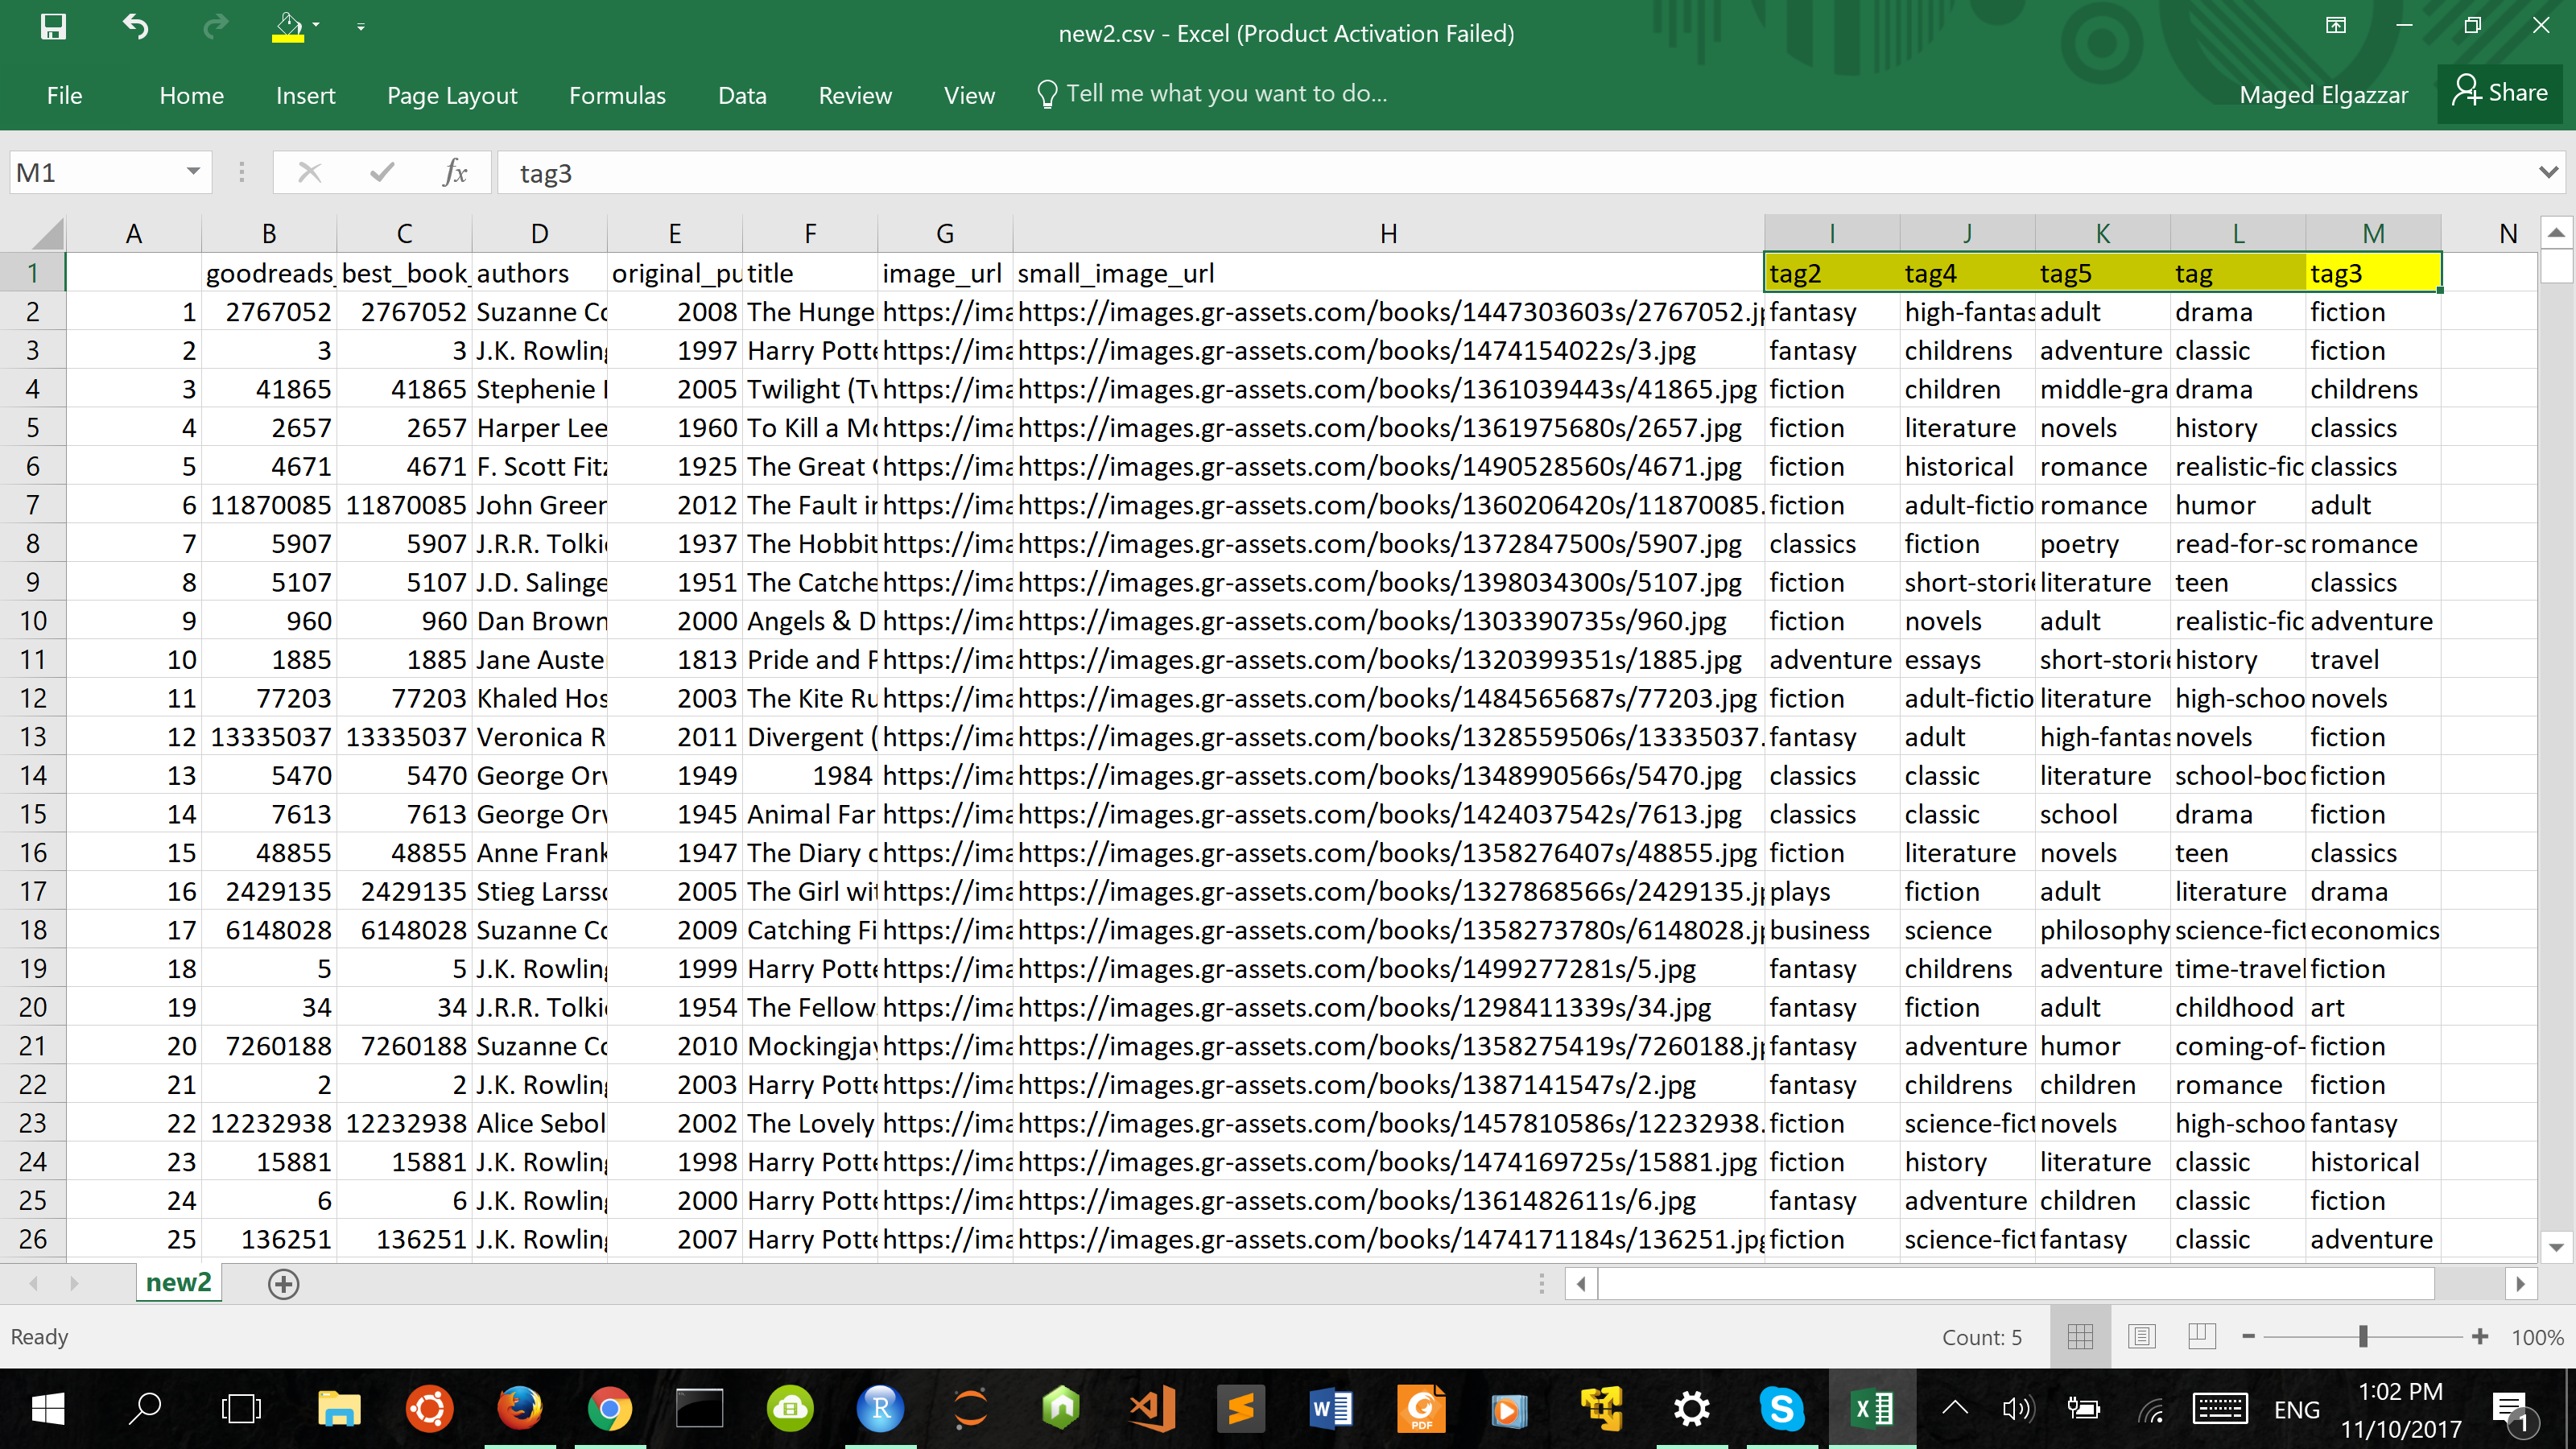 new2.csv - Excel (Product Activation Failed)
File Home Insert Page Layout Formulas Data Review View Tell me what you want to do... Maged Elgazzar Share
M1 fx tag3
A B C D E F G H I J K L M N
1 goodreads_ best_book_ authors original_pu title image_url small_image_url tag2 tag4 tag5 tag tag3
2 1 2767052 2767052 Suzanne Co 2008 The Hunge https://ima https://images.gr-assets.com/books/1447303603s/2767052.jp fantasy high-fantas adult drama fiction
3 2 3 3 J.K. Rowling 1997 Harry Potte https://ima https://images.gr-assets.com/books/1474154022s/3.jpg fantasy childrens adventure classic fiction
4 3 41865 41865 Stephenie M 2005 Twilight (Tw https://ima https://images.gr-assets.com/books/1361039443s/41865.jpg fiction children middle-gra drama childrens
5 4 2657 2657 Harper Lee 1960 To Kill a Mo https://ima https://images.gr-assets.com/books/1361975680s/2657.jpg fiction literature novels history classics
6 5 4671 4671 F. Scott Fitz 1925 The Great G https://ima https://images.gr-assets.com/books/1490528560s/4671.jpg fiction historical romance realistic-fic classics
7 6 11870085 11870085 John Green 2012 The Fault in https://ima https://images.gr-assets.com/books/1360206420s/11870085. fiction adult-fictio romance humor adult
8 7 5907 5907 J.R.R. Tolkie 1937 The Hobbit https://ima https://images.gr-assets.com/books/1372847500s/5907.jpg classics fiction poetry read-for-sc romance
9 8 5107 5107 J.D. Salinge 1951 The Catche https://ima https://images.gr-assets.com/books/1398034300s/5107.jpg fiction short-storie literature teen classics
10 9 960 960 Dan Brown 2000 Angels & D https://ima https://images.gr-assets.com/books/1303390735s/960.jpg fiction novels adult realistic-fic adventure
11 10 1885 1885 Jane Auste 1813 Pride and P https://ima https://images.gr-assets.com/books/1320399351s/1885.jpg adventure essays short-storie history travel
12 11 77203 77203 Khaled Hos 2003 The Kite Ru https://ima https://images.gr-assets.com/books/1484565687s/77203.jpg fiction adult-fictio literature high-schoo novels
13 12 13335037 13335037 Veronica R 2011 Divergent ( https://ima https://images.gr-assets.com/books/1328559506s/13335037. fantasy adult high-fantas novels fiction
14 13 5470 5470 George Orw 1949 1984 https://ima https://images.gr-assets.com/books/1348990566s/5470.jpg classics classic literature school-boo fiction
15 14 7613 7613 George Orw 1945 Animal Far https://ima https://images.gr-assets.com/books/1424037542s/7613.jpg classics classic school drama fiction
16 15 48855 48855 Anne Frank 1947 The Diary o https://ima https://images.gr-assets.com/books/1358276407s/48855.jpg fiction literature novels teen classics
17 16 2429135 2429135 Stieg Larsso 2005 The Girl wit https://ima https://images.gr-assets.com/books/1327868566s/2429135.jp plays fiction adult literature drama
18 17 6148028 6148028 Suzanne Co 2009 Catching Fi https://ima https://images.gr-assets.com/books/1358273780s/6148028.jp business science philosophy science-fict economics
19 18 5 5 J.K. Rowling 1999 Harry Potte https://ima https://images.gr-assets.com/books/1499277281s/5.jpg fantasy childrens adventure time-travel fiction
20 19 34 34 J.R.R. Tolkie 1954 The Fellow https://ima https://images.gr-assets.com/books/1298411339s/34.jpg fantasy fiction adult childhood art
21 20 7260188 7260188 Suzanne Co 2010 Mockingjay https://ima https://images.gr-assets.com/books/1358275419s/7260188.jp fantasy adventure humor coming-of- fiction
22 21 2 2 J.K. Rowling 2003 Harry Potte https://ima https://images.gr-assets.com/books/1387141547s/2.jpg fantasy childrens children romance fiction
23 22 12232938 12232938 Alice Sebol 2002 The Lovely https://ima https://images.gr-assets.com/books/1457810586s/12232938. fiction science-fict novels high-schoo fantasy
24 23 15881 15881 J.K. Rowling 1998 Harry Potte https://ima https://images.gr-assets.com/books/1474169725s/15881.jpg fiction history literature classic historical
25 24 6 6 J.K. Rowling 2000 Harry Potte https://ima https://images.gr-assets.com/books/1361482611s/6.jpg fantasy adventure children classic fiction
26 25 136251 136251 J.K. Rowling 2007 Harry Potte https://ima https://images.gr-assets.com/books/1474171184s/136251.jpg fiction science-fict fantasy classic adventure
new2
Ready Count: 5 100%
ENG 1:02 PM
11/10/2017
1